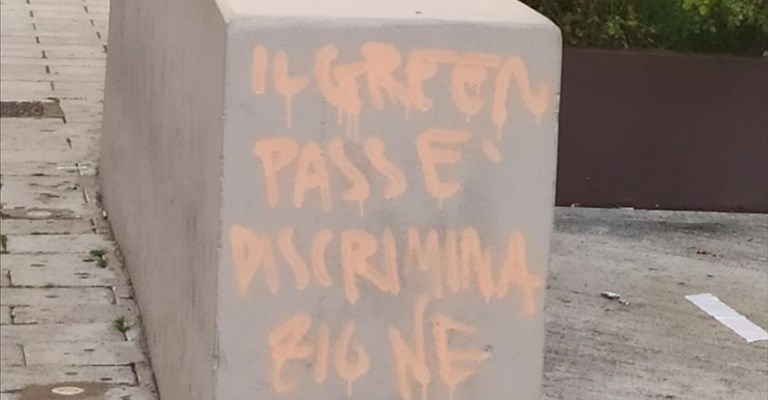 IL GREEN
PASS E'
DISCRIMINA
ZIONE